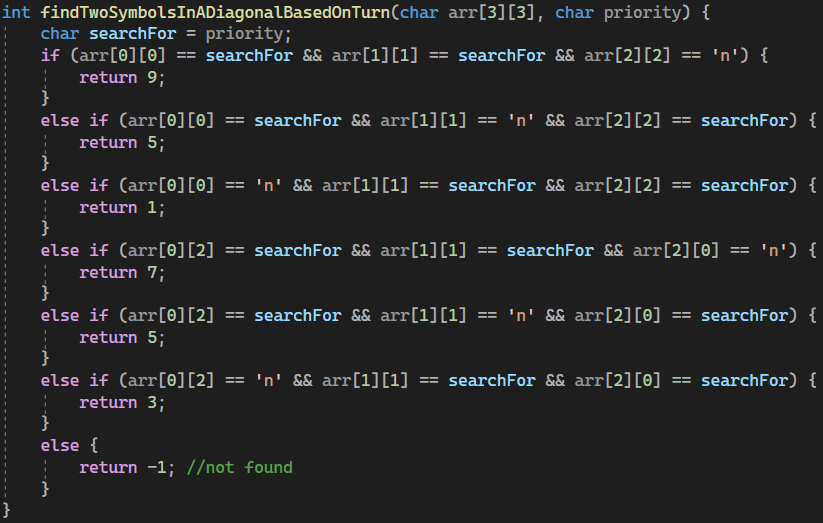 int findTwoSymbolsInADiagonalBasedOnTurn(char arr[3][3], char priority) {
    char searchFor = priority;
    if (arr[0][0] == searchFor && arr[1][1] == searchFor && arr[2][2] == 'n') {
        return 9;
    }
    else if (arr[0][0] == searchFor && arr[1][1] == 'n' && arr[2][2] == searchFor) {
        return 5;
    }
    else if (arr[0][0] == 'n' && arr[1][1] == searchFor && arr[2][2] == searchFor) {
        return 1;
    }
    else if (arr[0][2] == searchFor && arr[1][1] == searchFor && arr[2][0] == 'n') {
        return 7;
    }
    else if (arr[0][2] == searchFor && arr[1][1] == 'n' && arr[2][0] == searchFor) {
        return 5;
    }
    else if (arr[0][2] == 'n' && arr[1][1] == searchFor && arr[2][0] == searchFor) {
        return 3;
    }
    else {
        return -1; //not found
    }
}